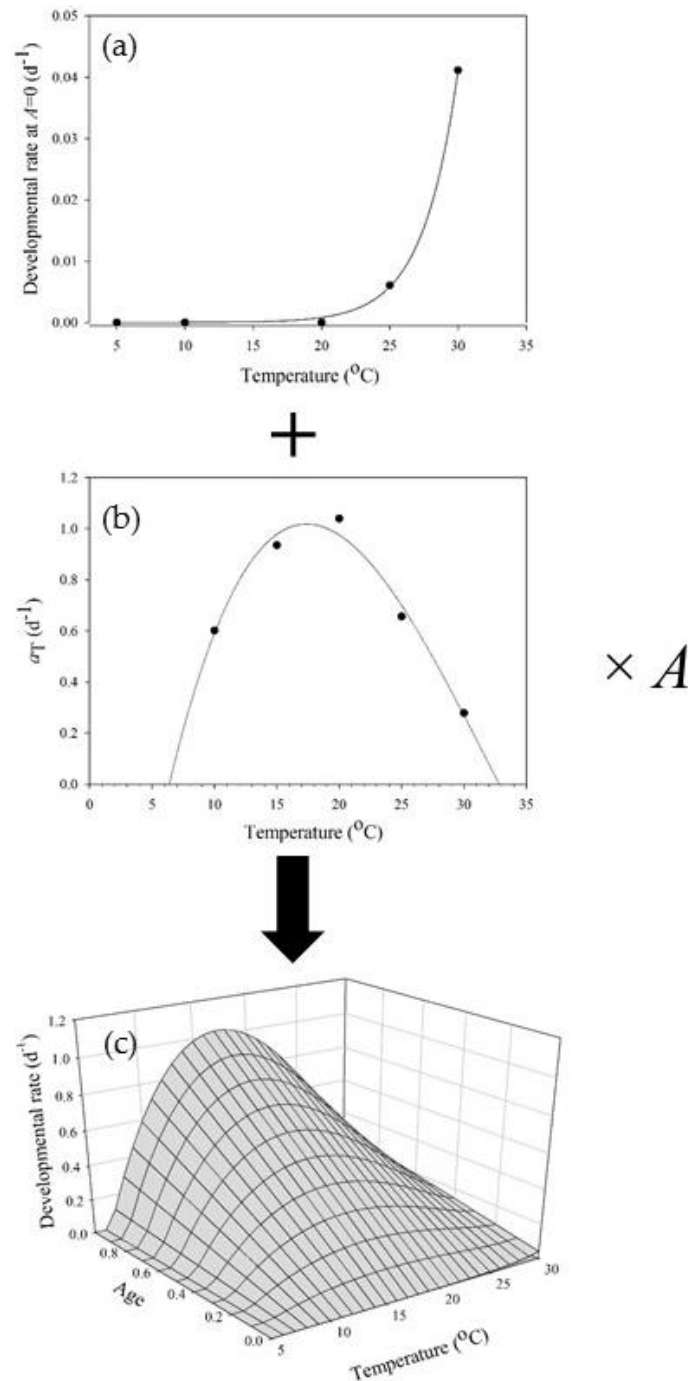 (a)
Developmental rate at A=0 (d⁻¹)
0.05
0.04
0.03
0.02
0.01
0.00
5 10 15 20 25 30 35
Temperature (°C)
+
(b)
a_T (d⁻¹)
1.2
1.0
0.8
0.6
0.4
0.2
0.0
0 5 10 15 20 25 30 35
Temperature (°C)
× A
(c)
Developmental rate (d⁻¹)
1.2
1.0
0.8
0.6
0.4
0.2
0.0
0.8
0.6
0.4
0.2
0.0
Age
5 10 15 20 25 30
Temperature (°C)